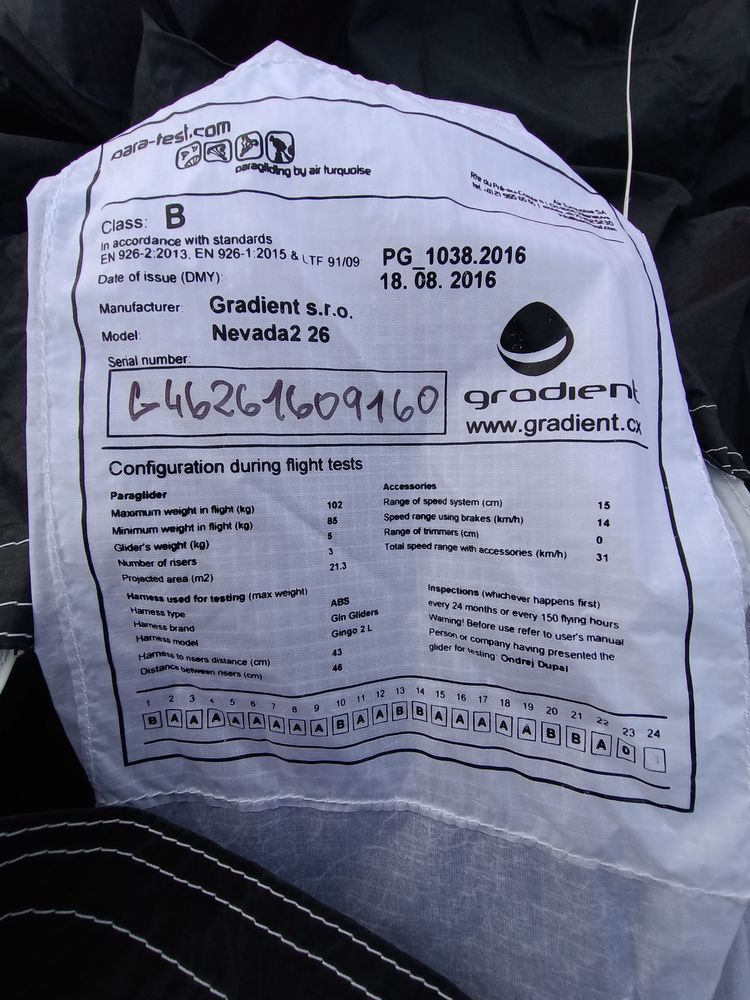 para-test.com
paragliding by air turquoise
Air Turquoise SA
Class: B
In accordance with standards
EN 926-2:2013, EN 926-1:2015 & LTF 91/09: PG_1038.2016
Date of issue (DMY): 18. 08. 2016
Manufacturer: Gradient s.r.o.
Model: Nevada2 26
Serial number:
G46261609160
gradient
www.gradient.cx
Configuration during flight tests
Paraglider
Maximum weight in flight (kg) 102
Minimum weight in flight (kg) 85
Glider's weight (kg) 5
Number of risers 3
Projected area (m2) 21.3
Harness used for testing (max weight)
Harness type ABS
Harness brand Gin Gliders
Harness model Gingo 2 L
Harness to risers distance (cm) 43
Distance between risers (cm) 46
Accessories
Range of speed system (cm) 15
Speed range using brakes (km/h) 14
Range of trimmers (cm) 0
Total speed range with accessories (km/h) 31
Inspections (whichever happens first)
every 24 months or every 150 flying hours
Warning! Before use refer to user's manual
Person or company having presented the
glider for testing: Ondrej Dupal
1 2 3 4 5 6 7 8 9 10 11 12 13 14 15 16 17 18 19 20 21 22 23 24
B A A A A A A A A B A A B B A A A A A B B A 0